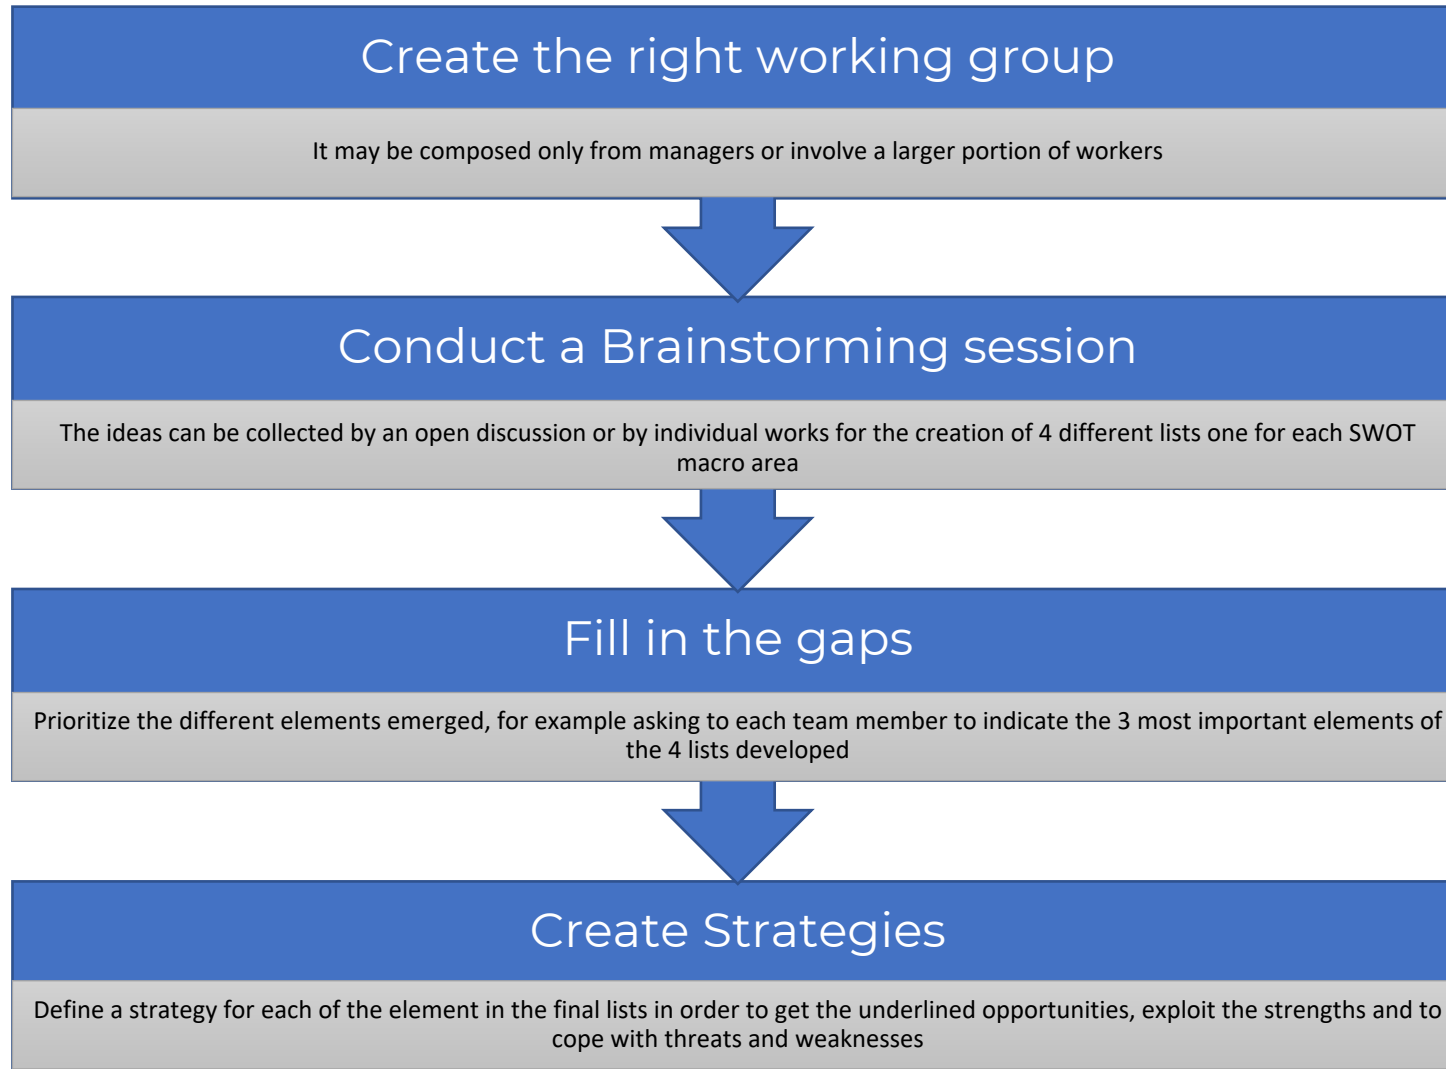 Create the right working group
It may be composed only from managers or involve a larger portion of workers
Conduct a Brainstorming session
The ideas can be collected by an open discussion or by individual works for the creation of 4 different lists one for each SWOT
macro area
Fill in the gaps
Prioritize the different elements emerged, for example asking to each team member to indicate the 3 most important elements of
the 4 lists developed
Create Strategies
Define a strategy for each of the element in the final lists in order to get the underlined opportunities, exploit the strengths and to
cope with threats and weaknesses